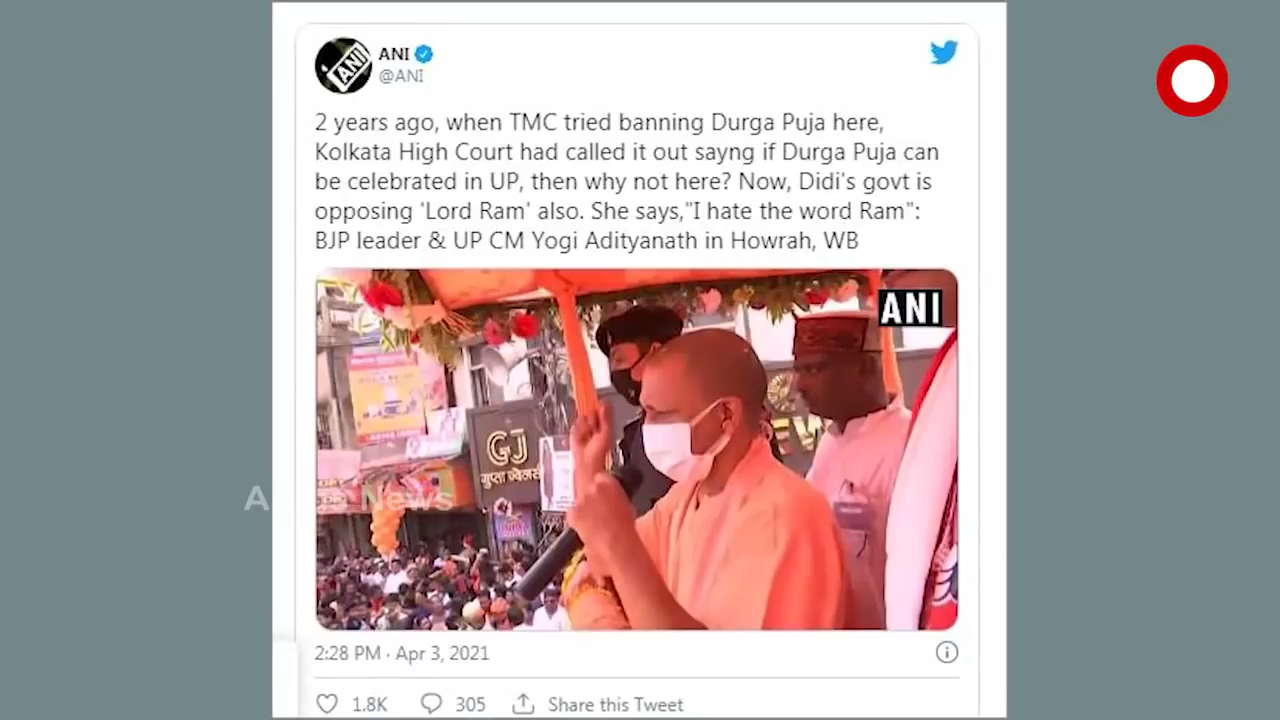 ANI
@ANI
2 years ago, when TMC tried banning Durga Puja here,
Kolkata High Court had called it out sayng if Durga Puja can
be celebrated in UP, then why not here? Now, Didi's govt is
opposing 'Lord Ram' also. She says,"I hate the word Ram":
BJP leader & UP CM Yogi Adityanath in Howrah, WB
ANI
GJ
गुप्ता ज्वेलर्स
News
2:28 PM · Apr 3, 2021
1.8K 305 Share this Tweet